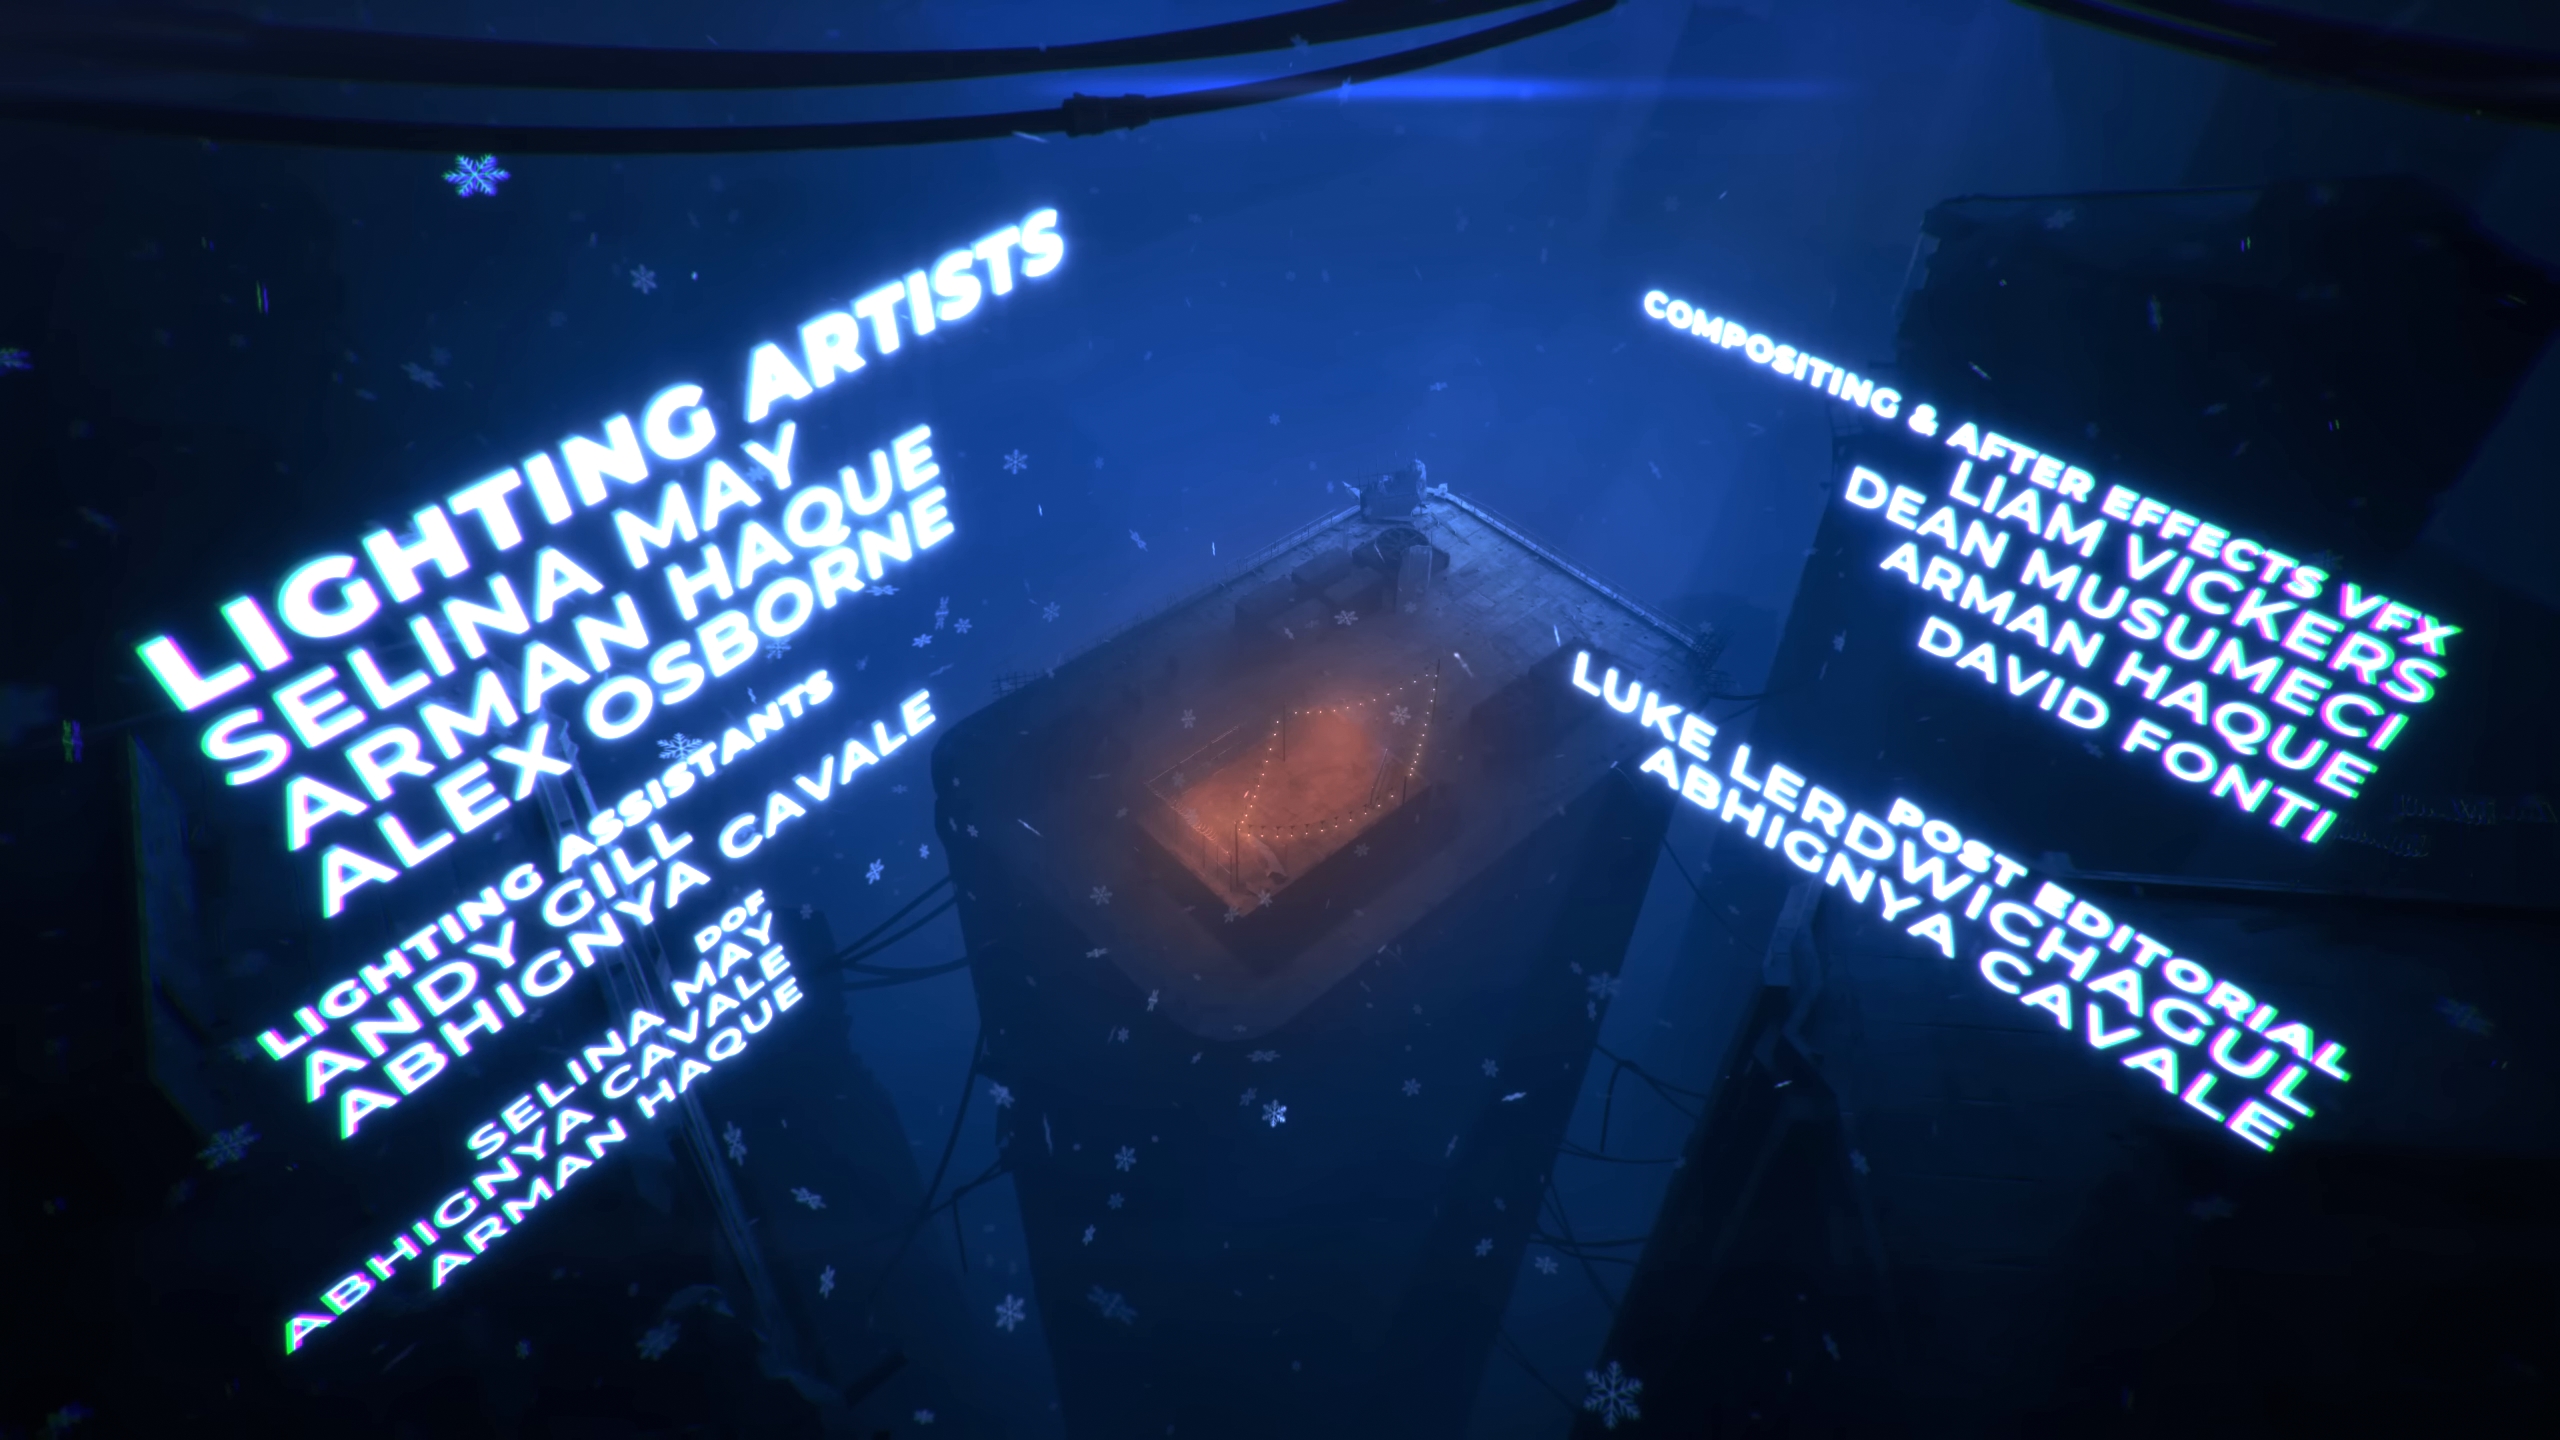 LIGHTING ARTISTS
SELINA MAY
ARMAN HAQUE
ALEX OSBORNE
LIGHTING ASSISTANTS
ANDY GILL
ABHIGNYA CAVALE
DOF
SELINA MAY
ABHIGNYA CAVALE
ARMAN HAQUE
COMPOSITING & AFTER EFFECTS VFX
LIAM VICKERS
DEAN MUSUMECI
ARMAN HAQUE
DAVID FONTI
POST EDITORIAL
LUKE LERDWICHAGUL
ABHIGNYA CAVALE